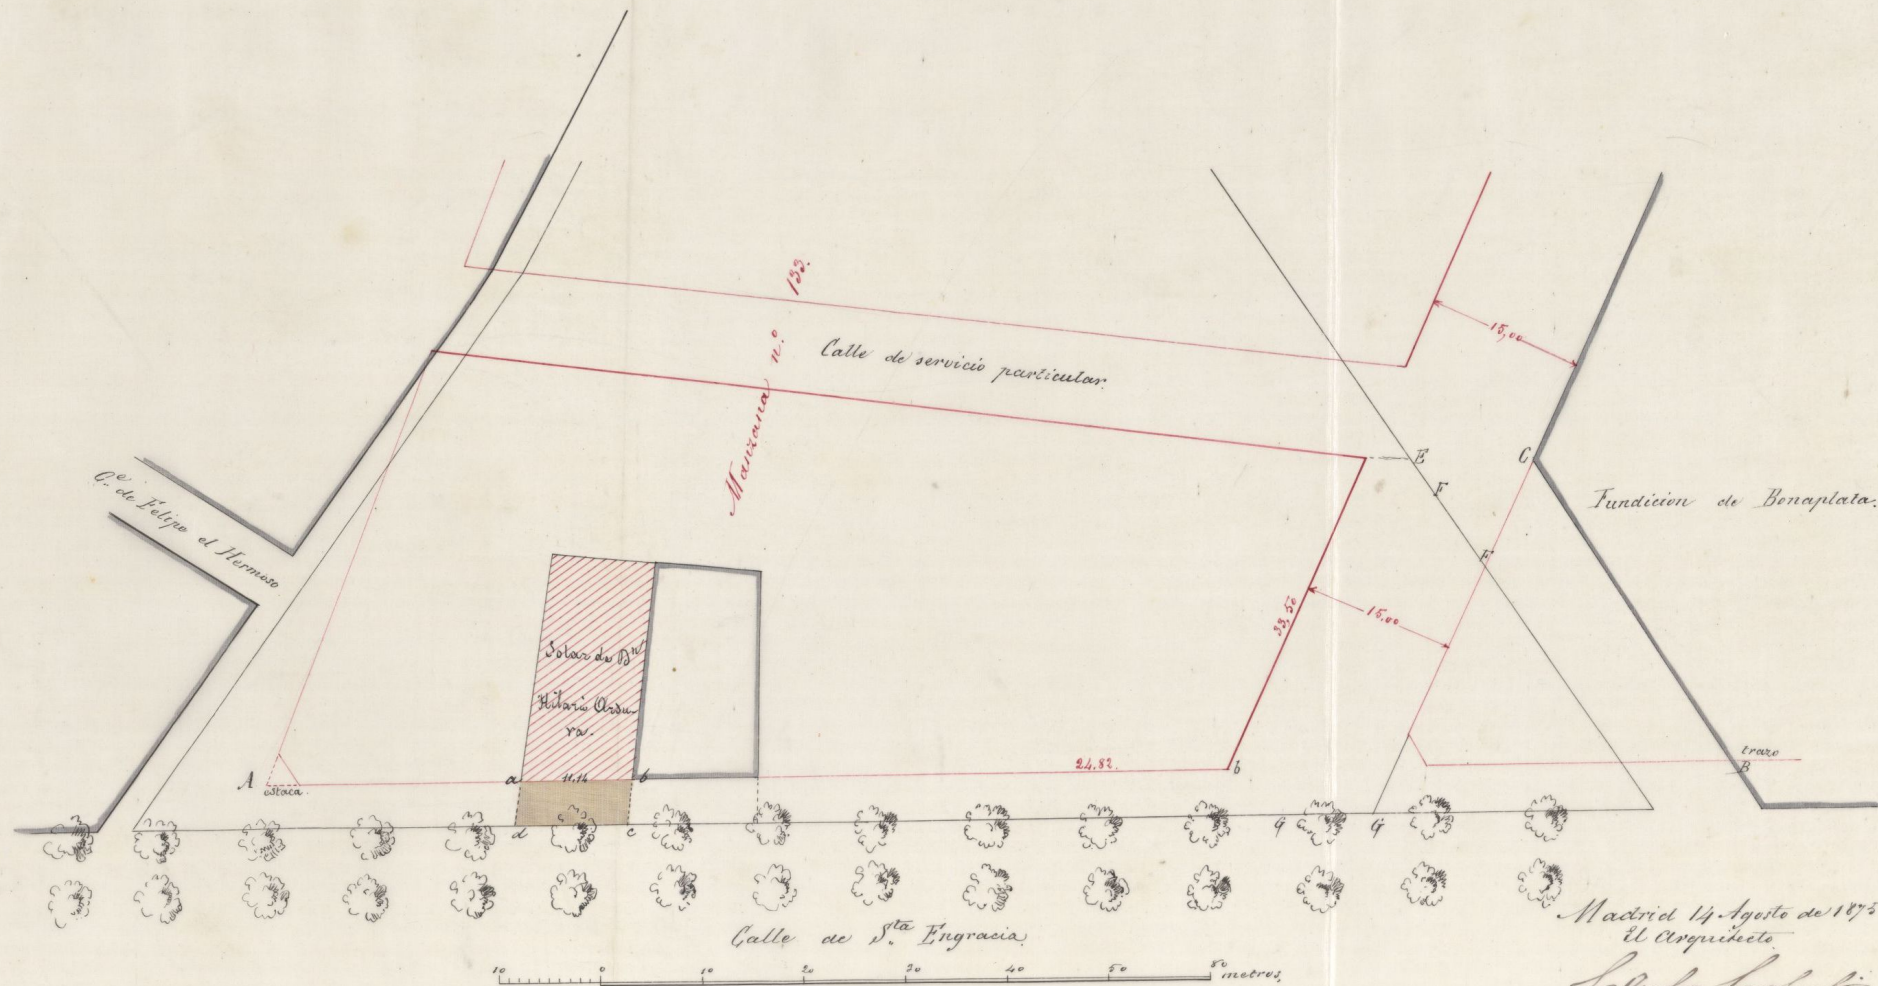 133.
Manzana n.º
Calle de servicio particular.
15,00
C.e de Felipe el Hermoso
E
F
C
Fundicion de Bonaplata.
F
Solar de Dn
Hilario Ordu-
ra.
33,50
15,00
A
estaca.
a
11,14
b
24,82.
b
trazo
B
d
c
G
G
Calle de S.ta Engracia
Madrid 14 Agosto de 1875
El Arquitecto
10 0 10 20 30 40 50 80 metros.